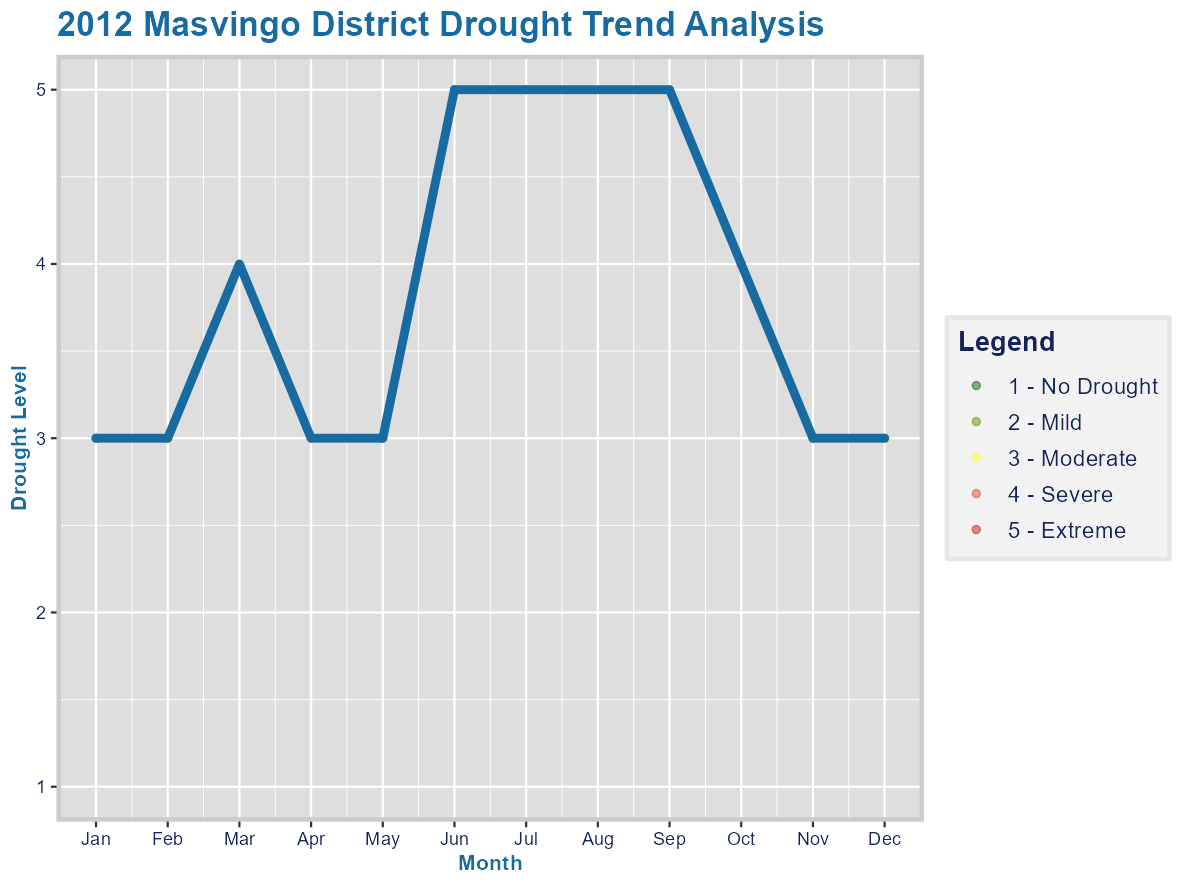 2012 Masvingo District Drought Trend Analysis
Drought Level
5
4
3
2
1
Jan Feb Mar Apr May Jun Jul Aug Sep Oct Nov Dec
Month
Legend
1 - No Drought
2 - Mild
3 - Moderate
4 - Severe
5 - Extreme